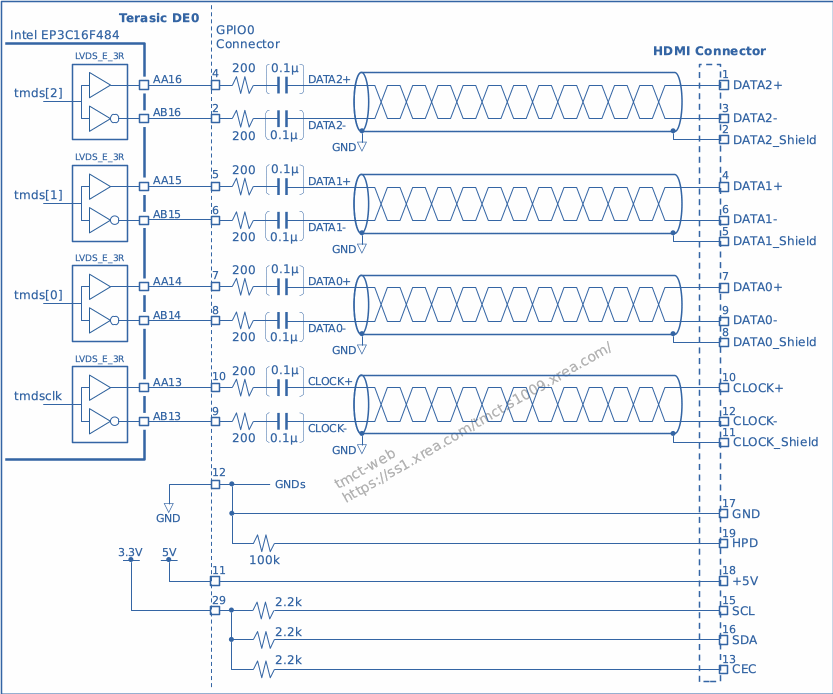 Terasic DE0
Intel EP3C16F484
GPIO0
Connector
HDMI Connector
LVDS_E_3R
tmds[2]
AA16
4
200
0.1μ
DATA2+
1
DATA2+
AB16
2
200
0.1μ
DATA2-
3
DATA2-
GND
2
DATA2_Shield
LVDS_E_3R
tmds[1]
AA15
5
200
0.1μ
DATA1+
4
DATA1+
AB15
6
200
0.1μ
DATA1-
6
DATA1-
GND
5
DATA1_Shield
LVDS_E_3R
tmds[0]
AA14
7
200
0.1μ
DATA0+
7
DATA0+
AB14
8
200
0.1μ
DATA0-
9
DATA0-
GND
8
DATA0_Shield
LVDS_E_3R
tmdsclk
AA13
10
200
0.1μ
CLOCK+
10
CLOCK+
AB13
9
200
0.1μ
CLOCK-
12
CLOCK-
GND
11
CLOCK_Shield
tmct-web
https://ss1.xrea.com/tmct.s1009.xrea.com/
12
GNDs
GND
17
GND
19
HPD
100k
3.3V
5V
11
18
+5V
29
2.2k
15
SCL
2.2k
16
SDA
2.2k
13
CEC